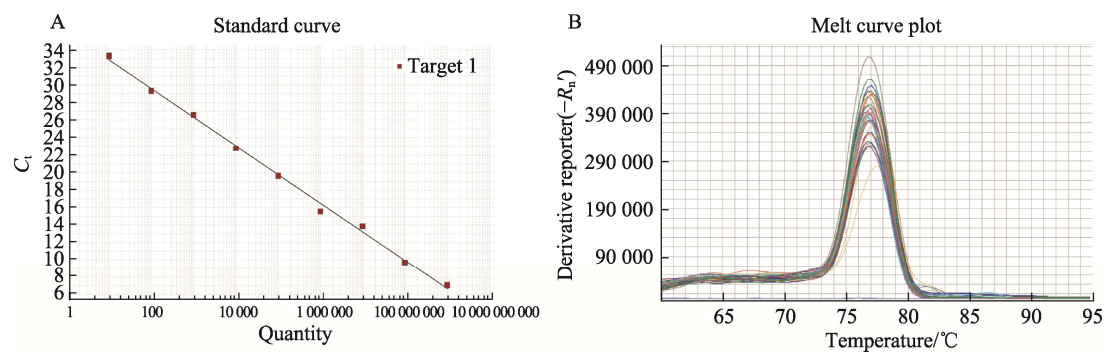 A
Standard curve
Target 1
Ct
34
32
30
28
26
24
22
20
18
16
14
12
10
8
6
1 100 10 000 1 000 000 100 000 000 10 000 000 000
Quantity
B
Melt curve plot
Derivative reporter(−Rn′)
490 000
390 000
290 000
190 000
90 000
65 70 75 80 85 90 95
Temperature/℃